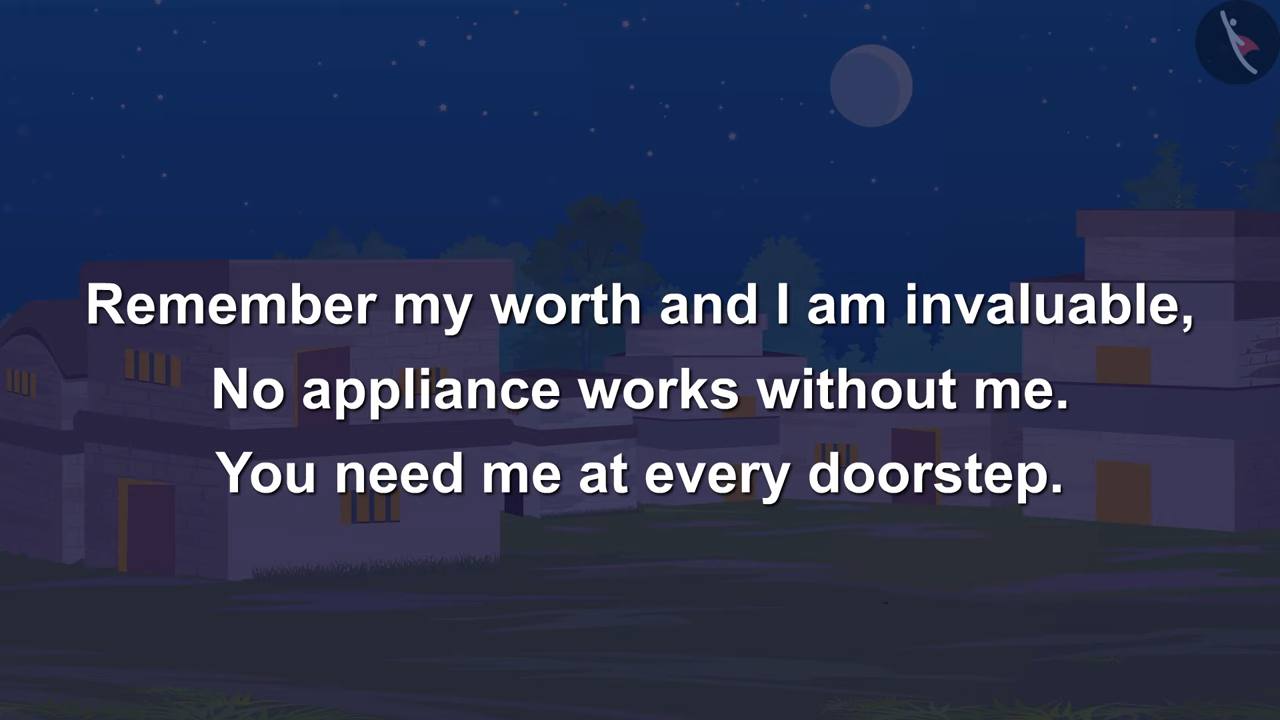 Remember my worth and I am invaluable,
No appliance works without me.
You need me at every doorstep.